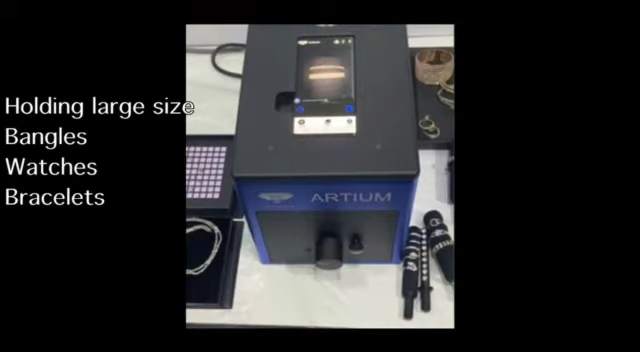 Holding large size
Bangles
Watches
Bracelets
ARTIUM